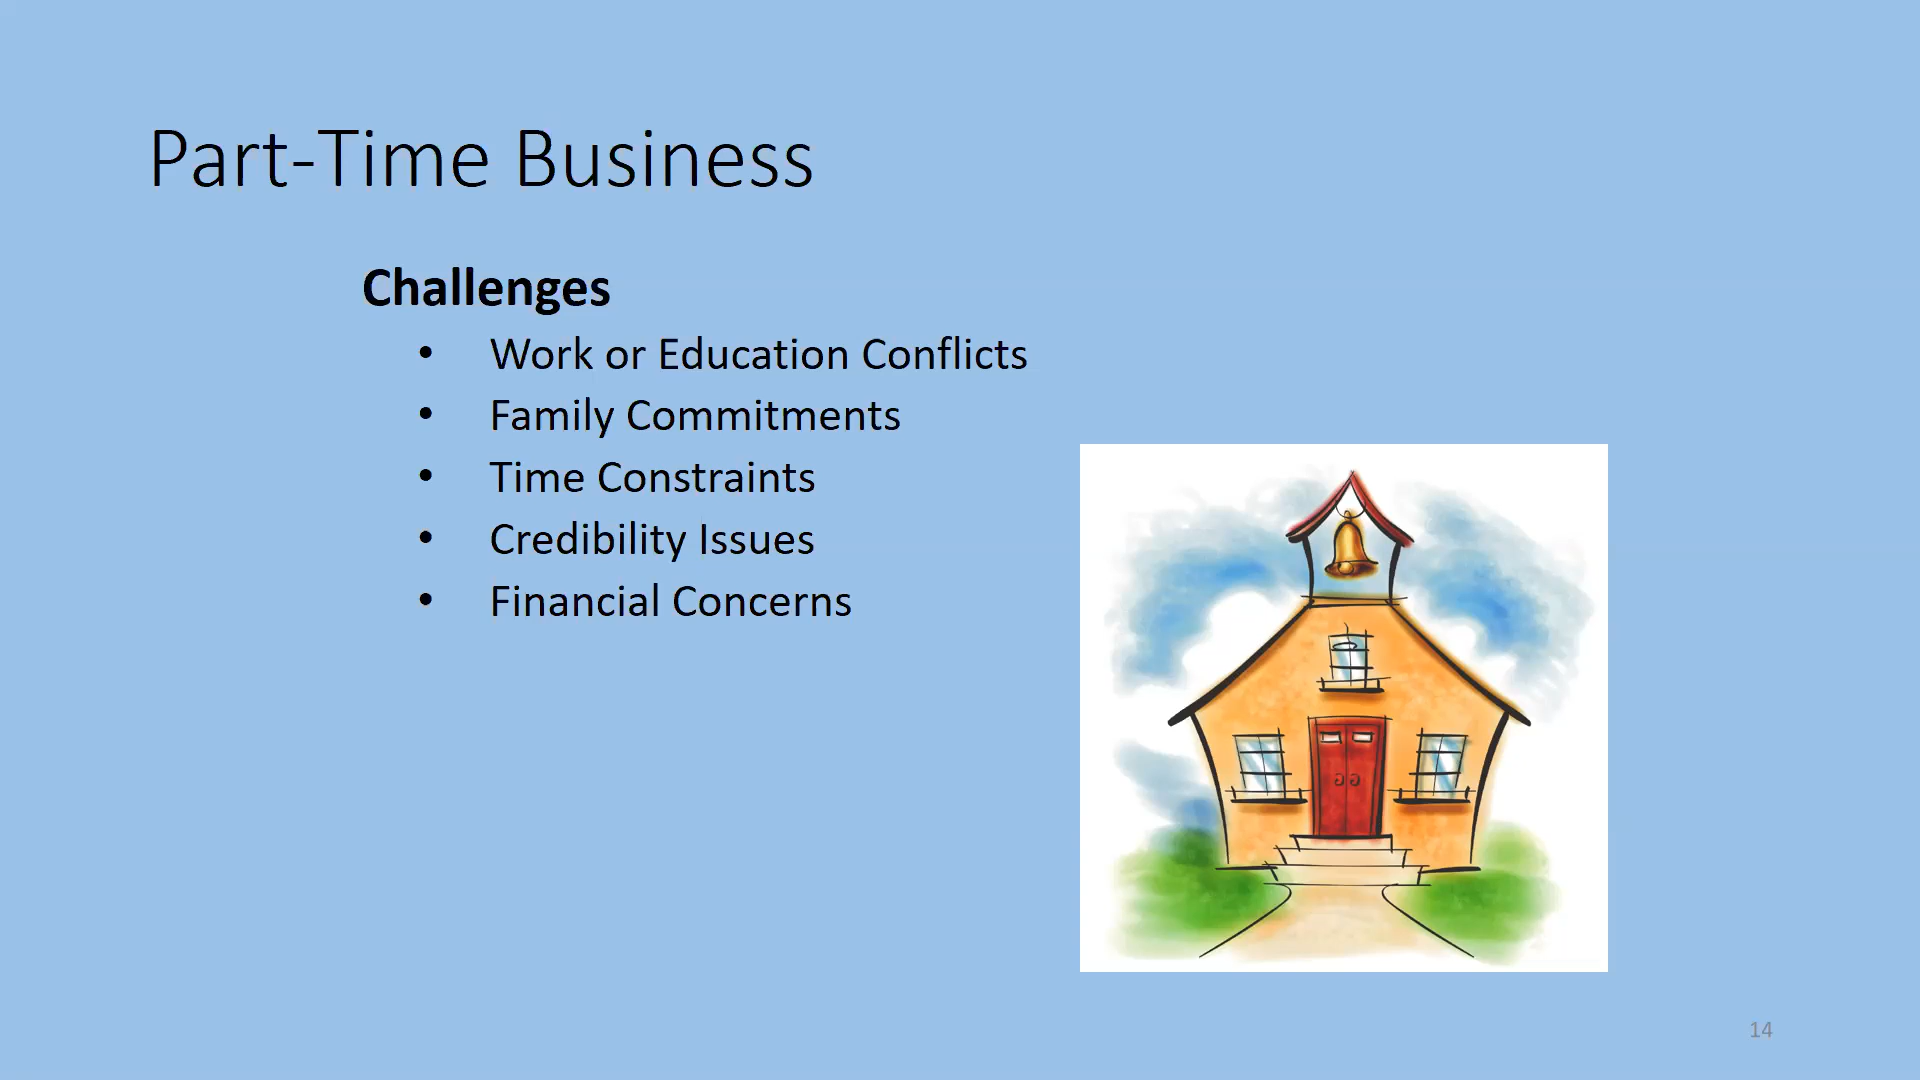 Part-Time Business
Challenges
• Work or Education Conflicts
• Family Commitments
• Time Constraints
• Credibility Issues
• Financial Concerns
14